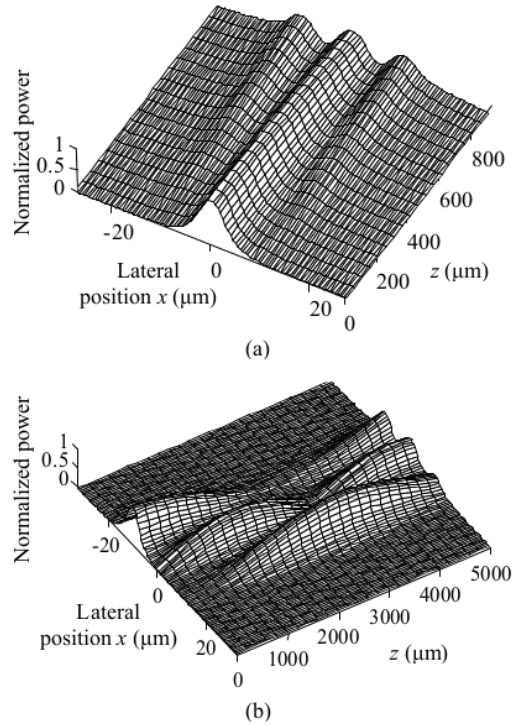 Normalized power
1
0.5
0
-20
0
20
Lateral
position x (μm)
0
200
400
600
800
z (μm)
(a)
Normalized power
1
0.5
0
-20
0
20
Lateral
position x (μm)
0
1000
2000
3000
4000
5000
z (μm)
(b)